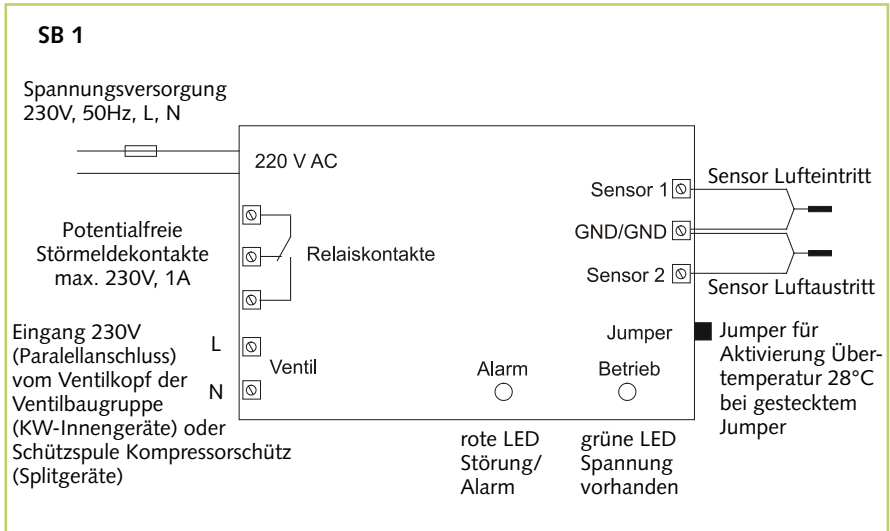 SB 1
Spannungsversorgung
230V, 50Hz, L, N
220 V AC
Potentialfreie
Störmeldekontakte
max. 230V, 1A
Relaiskontakte
Eingang 230V
(Paralellanschluss)
vom Ventilkopf der
Ventilbaugruppe
(KW-Innengeräte) oder
Schützspule Kompressorschütz
(Splitgeräte)
L
N
Ventil
Sensor 1
GND/GND
Sensor 2
Sensor Lufteintritt
Sensor Luftaustritt
Jumper
Jumper für
Aktivierung Über-
temperatur 28°C
bei gestecktem
Jumper
Alarm
Betrieb
rote LED
Störung/
Alarm
grüne LED
Spannung
vorhanden